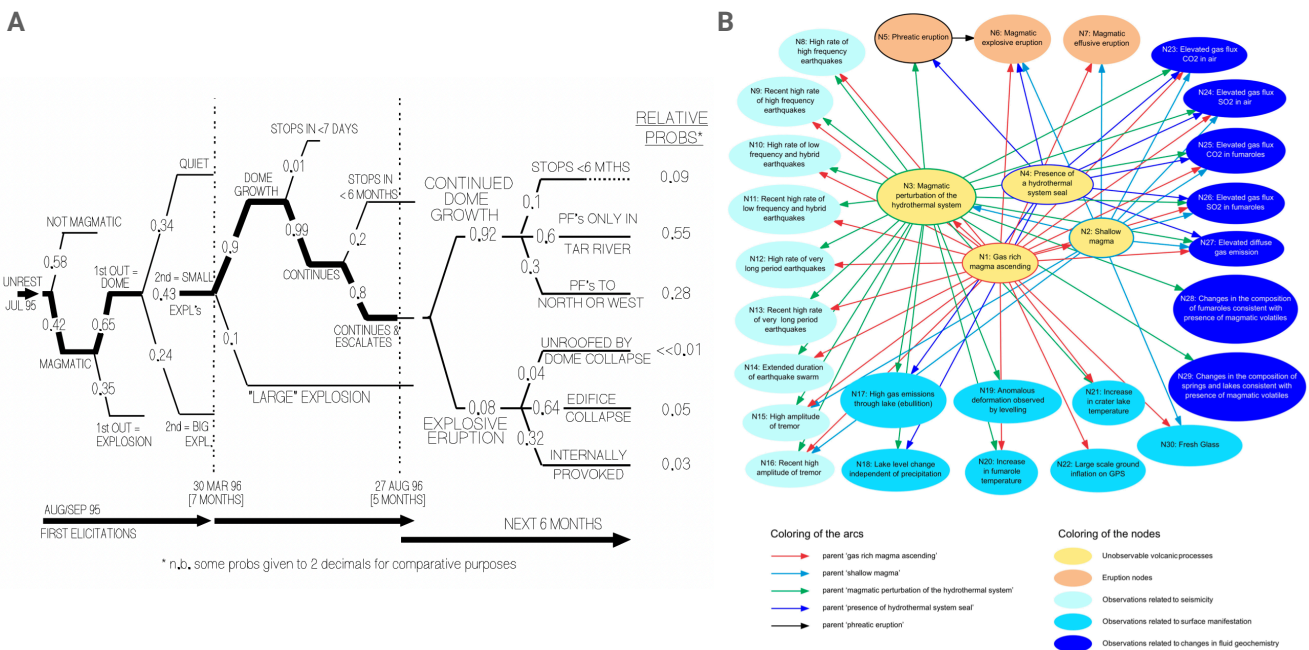 A
RELATIVE
PROBS*
STOPS IN <7 DAYS
0.01
QUIET
DOME
GROWTH
STOPS IN
<6 MONTHS
CONTINUED
DOME
GROWTH
STOPS <6 MTHS
0.09
NOT MAGMATIC
0.34
0.9
0.99
0.2
0.92
0.1
0.6
PF's ONLY IN
TAR RIVER
0.55
0.58
1st OUT =
DOME
2nd = SMALL
EXPL's
0.43
CONTINUES
0.3
PF's TO
NORTH OR WEST
0.28
UNREST
JUL 95
0.42
0.65
0.8
MAGMATIC
0.24
0.1
CONTINUES &
ESCALATES
UNROOFED BY
DOME COLLAPSE
<<0.01
0.35
"LARGE" EXPLOSION
0.04
0.08
0.64
EDIFICE
COLLAPSE
0.05
1st OUT =
EXPLOSION
2nd = BIG
EXPL.
EXPLOSIVE
ERUPTION
0.32
INTERNALLY
PROVOKED
0.03
30 MAR 96
[7 MONTHS]
27 AUG 96
[5 MONTHS]
AUG/SEP 95
FIRST ELICITATIONS
NEXT 6 MONTHS
* n.b. some probs given to 2 decimals for comparative purposes
B
N5: Phreatic eruption
N6: Magmatic
explosive eruption
N7: Magmatic
effusive eruption
N8: High rate of
high frequency
earthquakes
N23: Elevated gas flux
CO2 in air
N9: Recent high rate
of high frequency
earthquakes
N24: Elevated gas flux
SO2 in air
N10: High rate of low
frequency and hybrid
earthquakes
N25: Elevated gas flux
CO2 in fumaroles
N3: Magmatic
perturbation of the
hydrothermal system
N4: Presence of
a hydrothermal
system seal
N11: Recent high rate of
low frequency and hybrid
earthquakes
N26: Elevated gas flux
SO2 in fumaroles
N2: Shallow
magma
N27: Elevated diffuse
gas emission
N12: High rate of very
long period earthquakes
N1: Gas rich
magma ascending
N13: Recent high rate
of very long period
earthquakes
N28: Changes in the composition
of fumaroles consistent with
presence of magmatic volatiles
N14: Extended duration
of earthquake swarm
N29: Changes in the composition of
springs and lakes consistent with
presence of magmatic volatiles
N17: High gas emissions
through lake (ebullition)
N19: Anomalous
deformation observed
by levelling
N21: Increase
in crater lake
temperature
N15: High amplitude
of tremor
N30: Fresh Glass
N16: Recent high
amplitude of tremor
N18: Lake level change
independent of precipitation
N20: Increase
in fumarole
temperature
N22: Large scale ground
inflation on GPS
Coloring of the arcs
parent 'gas rich magma ascending'
parent 'shallow magma'
parent 'magmatic perturbation of the hydrothermal system'
parent 'presence of hydrothermal system seal'
parent 'phreatic eruption'
Coloring of the nodes
Unobservable volcanic processes
Eruption nodes
Observations related to seismicity
Observations related to surface manifestation
Observations related to changes in fluid geochemistry